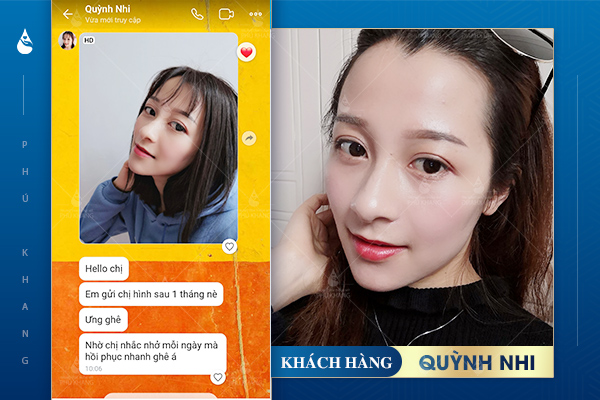 Quỳnh Nhi
Vừa mới truy cập
HD
Hello chị
Em gửi chị hình sau 1 tháng nè
Ưng ghê
Nhờ chị nhắc nhở mỗi ngày mà
hồi phục nhanh ghê á
10:06
PHÚ KHANG
KHÁCH HÀNG
QUỲNH NHI